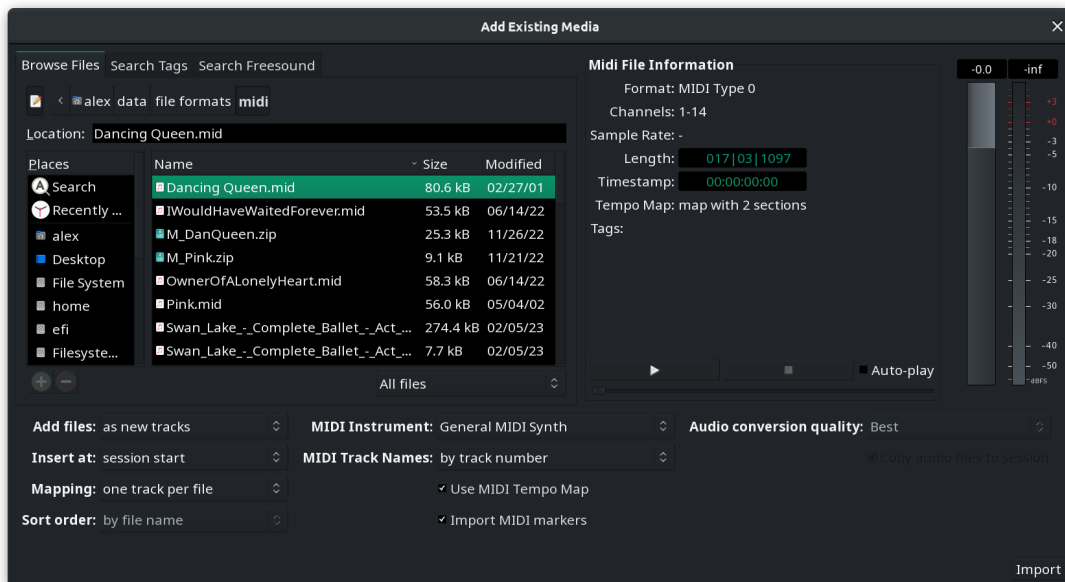 Add Existing Media
Browse Files Search Tags Search Freesound
alex data file formats midi
Location: Dancing Queen.mid
Places
Search
Recently ...
alex
Desktop
File System
home
efi
Filesyste...
Name Size Modified
Dancing Queen.mid 80.6 kB 02/27/01
IWouldHaveWaitedForever.mid 53.5 kB 06/14/22
M_DanQueen.zip 25.3 kB 11/26/22
M_Pink.zip 9.1 kB 11/21/22
OwnerOfALonelyHeart.mid 58.3 kB 06/14/22
Pink.mid 56.0 kB 05/04/02
Swan_Lake_-_Complete_Ballet_-_Act_... 274.4 kB 02/05/23
Swan_Lake_-_Complete_Ballet_-_Act_... 7.7 kB 02/05/23
All files
Midi File Information
Format: MIDI Type 0
Channels: 1-14
Sample Rate: -
Length: 017|03|1097
Timestamp: 00:00:00:00
Tempo Map: map with 2 sections
Tags:
Auto-play
-0.0 -inf
+3
+0
-3
-5
-10
-15
-18
-20
-25
-30
-40
-50
dBFS
Add files: as new tracks
Insert at: session start
Mapping: one track per file
Sort order: by file name
MIDI Instrument: General MIDI Synth
MIDI Track Names: by track number
Use MIDI Tempo Map
Import MIDI markers
Audio conversion quality: Best
Copy audio files to session
Import